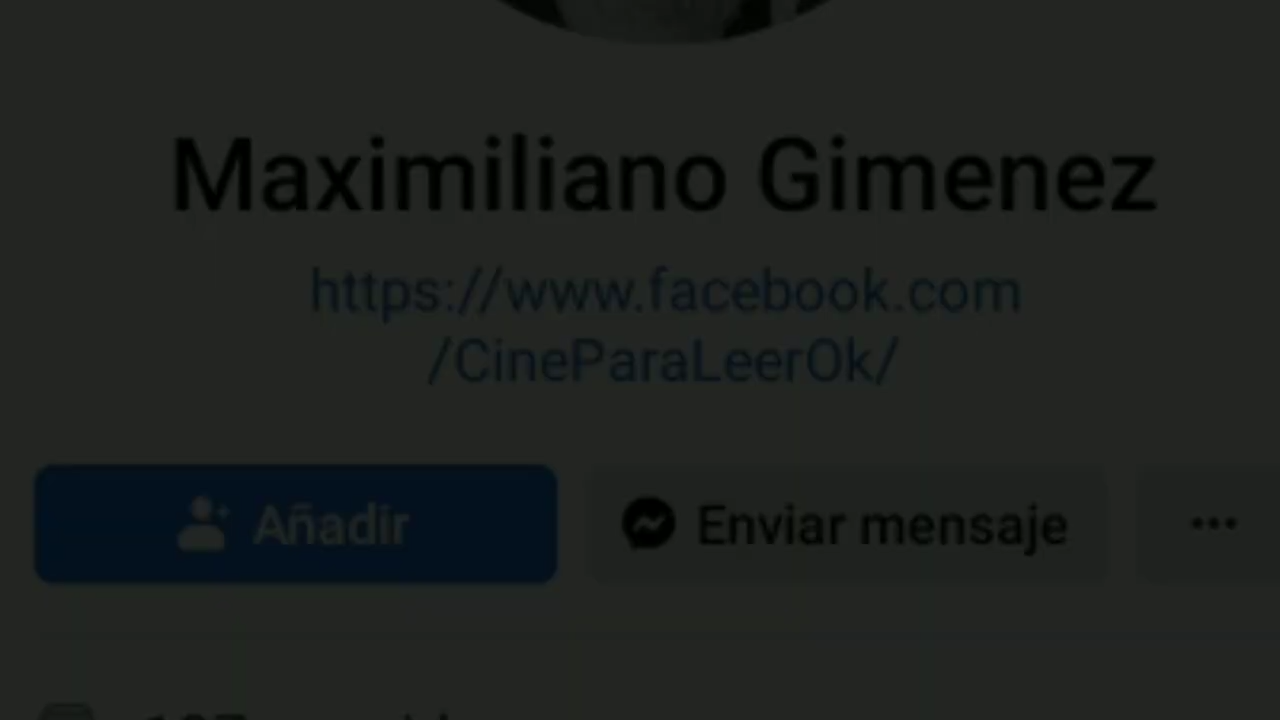 Maximiliano Gimenez
https://www.facebook.com
/CineParaLeerOk/
Añadir
Enviar mensaje